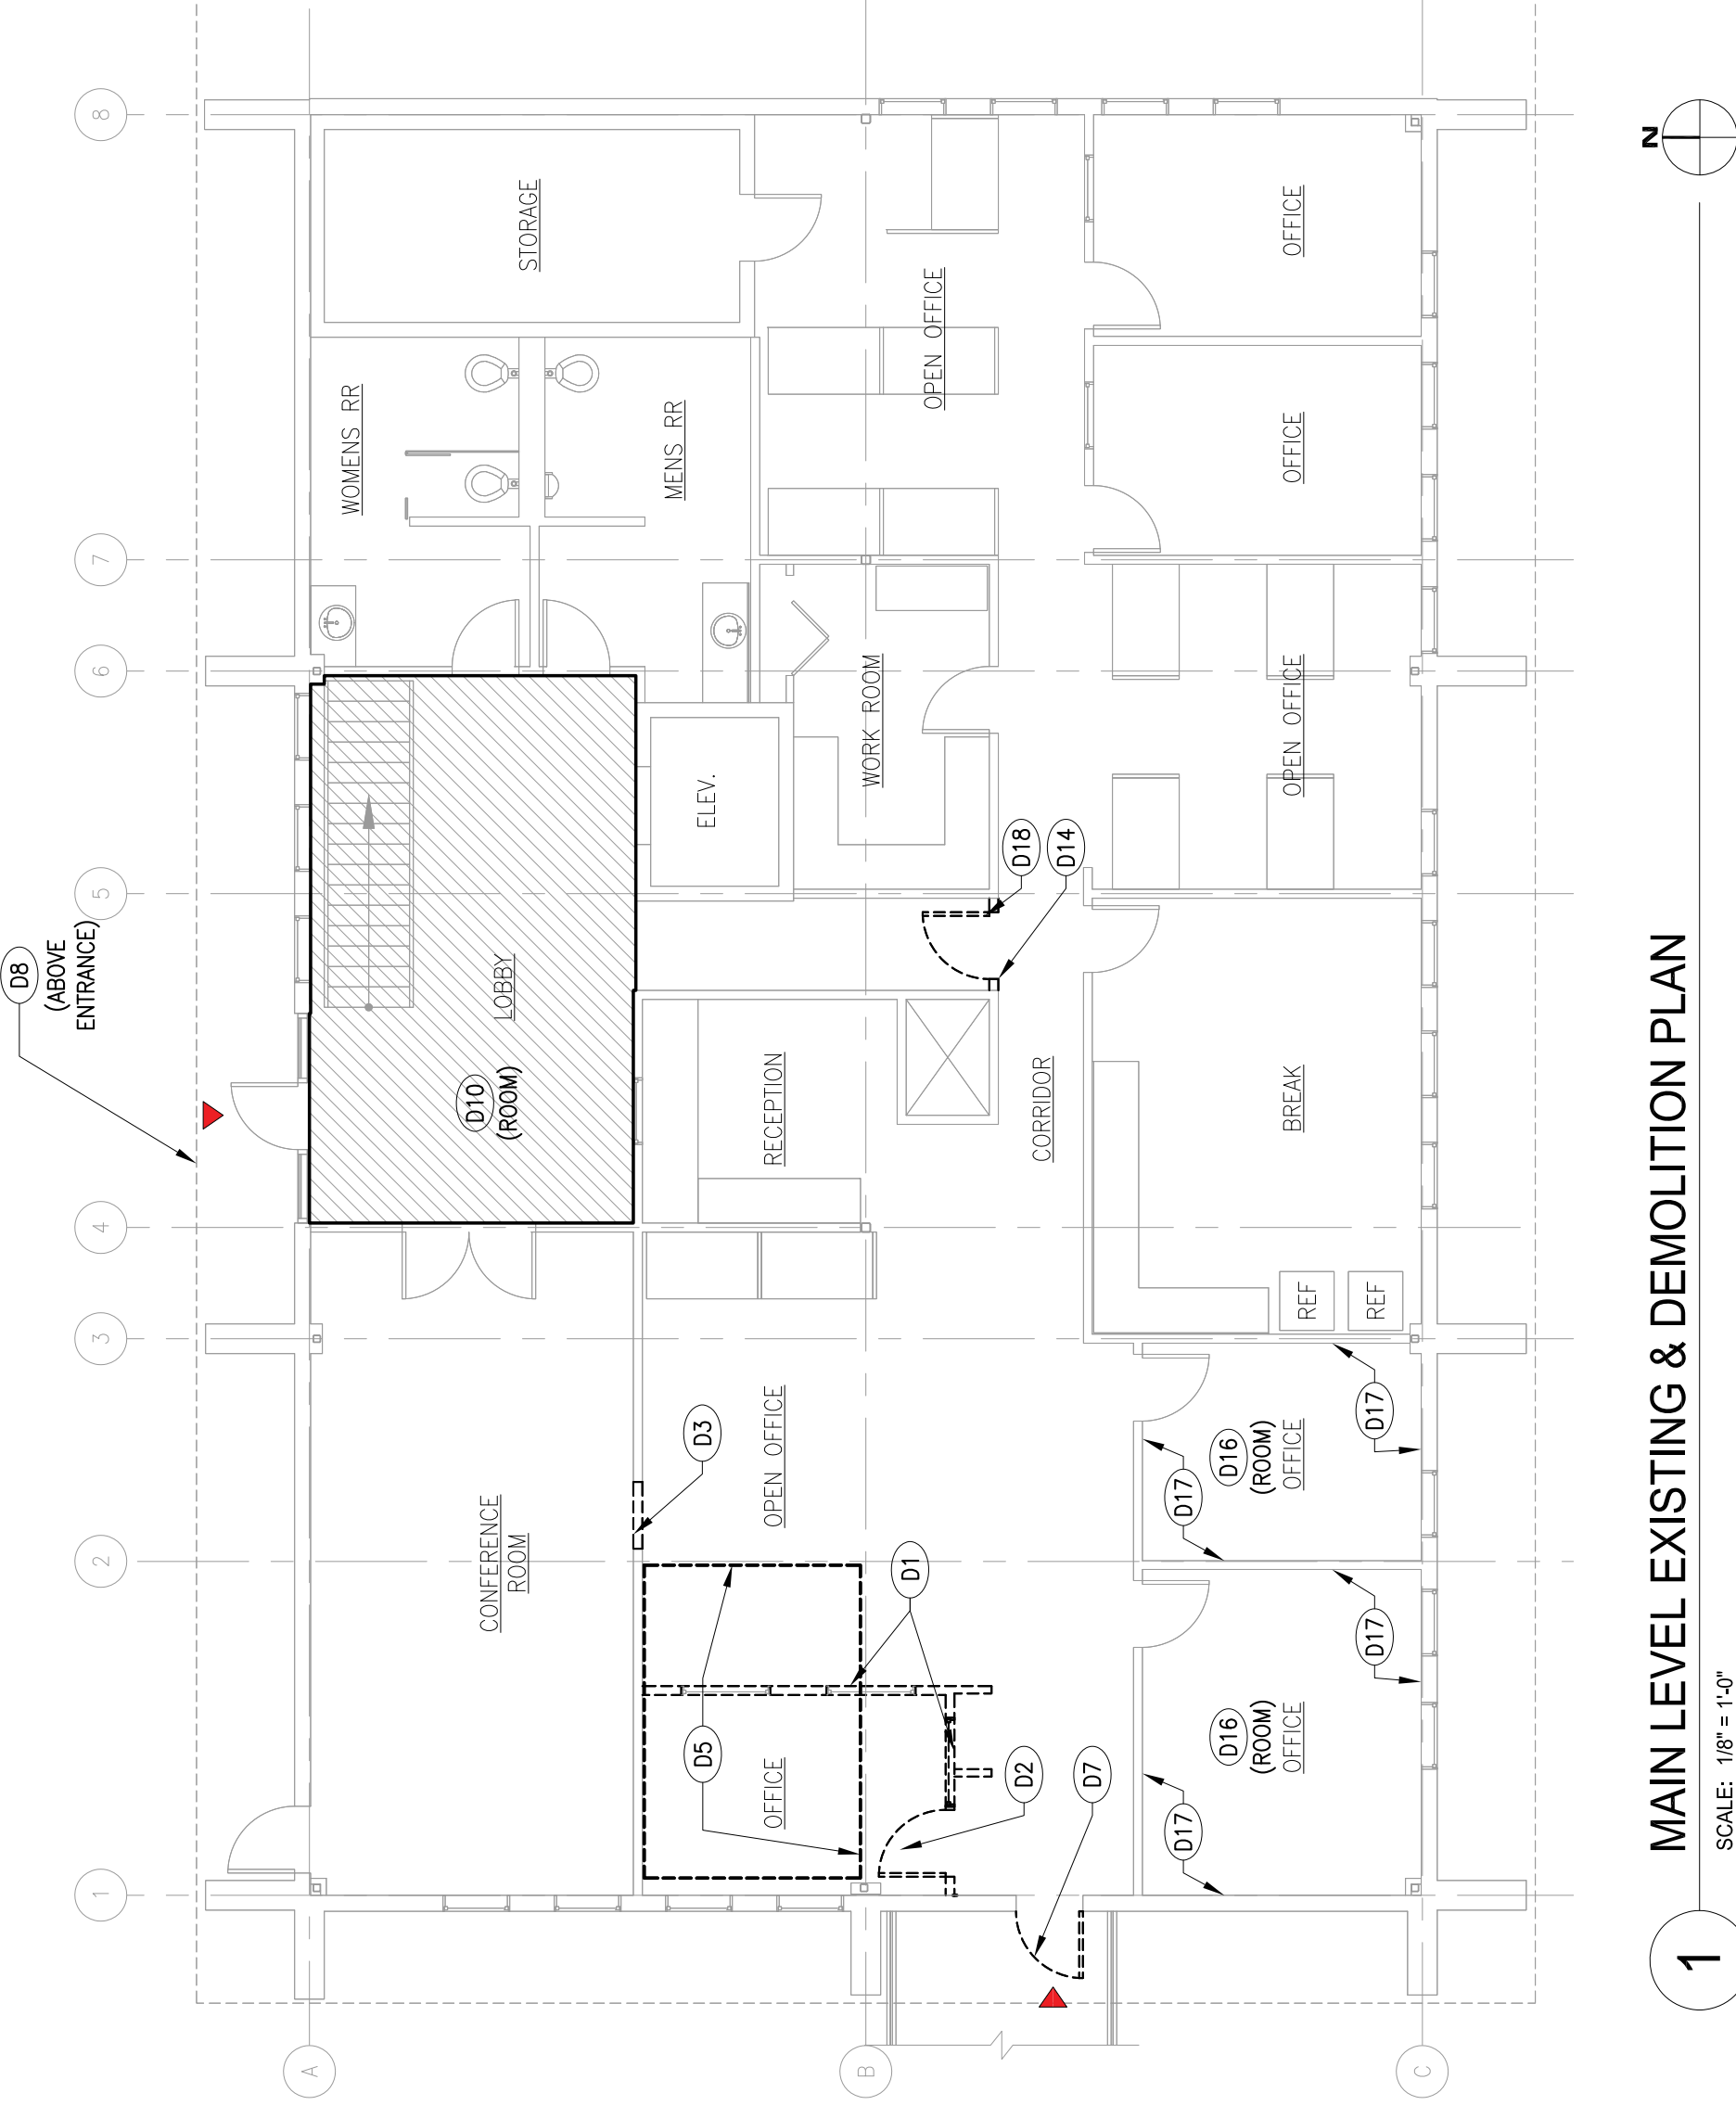 1
2
3
4
5
6
7
8
D8
(ABOVE
ENTRANCE)
A
B
C
CONFERENCE
ROOM
D10
(ROOM)
LOBBY
WOMENS RR
MENS RR
STORAGE
ELEV.
D3
D5
OFFICE
OPEN OFFICE
RECEPTION
WORK ROOM
OPEN OFFICE
D1
D2
D7
D18
D14
CORRIDOR
D17
D16
(ROOM)
OFFICE
D17
D17
D16
(ROOM)
OFFICE
D17
REF
REF
BREAK
OPEN OFFICE
OFFICE
OFFICE
1
MAIN LEVEL EXISTING & DEMOLITION PLAN
SCALE: 1/8" = 1'-0"
N